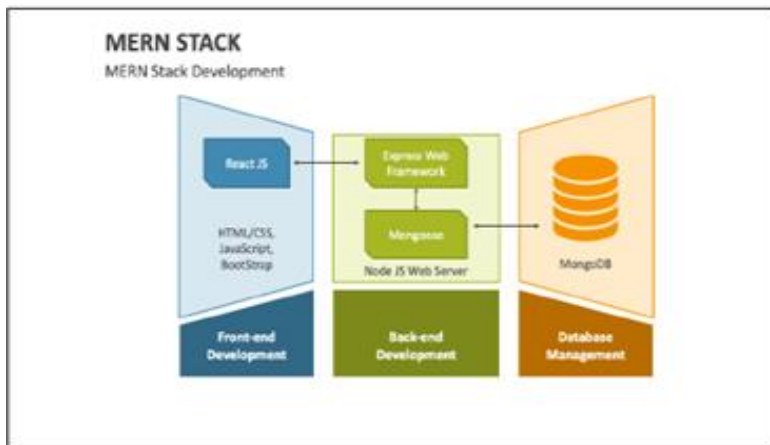 MERN STACK
MERN Stack Development
React JS
HTML/CSS,
JavaScript,
BootStrap
Express Web
Framework
Mongoose
Node JS Web Server
MongoDB
Front-end
Development
Back-end
Development
Database
Management